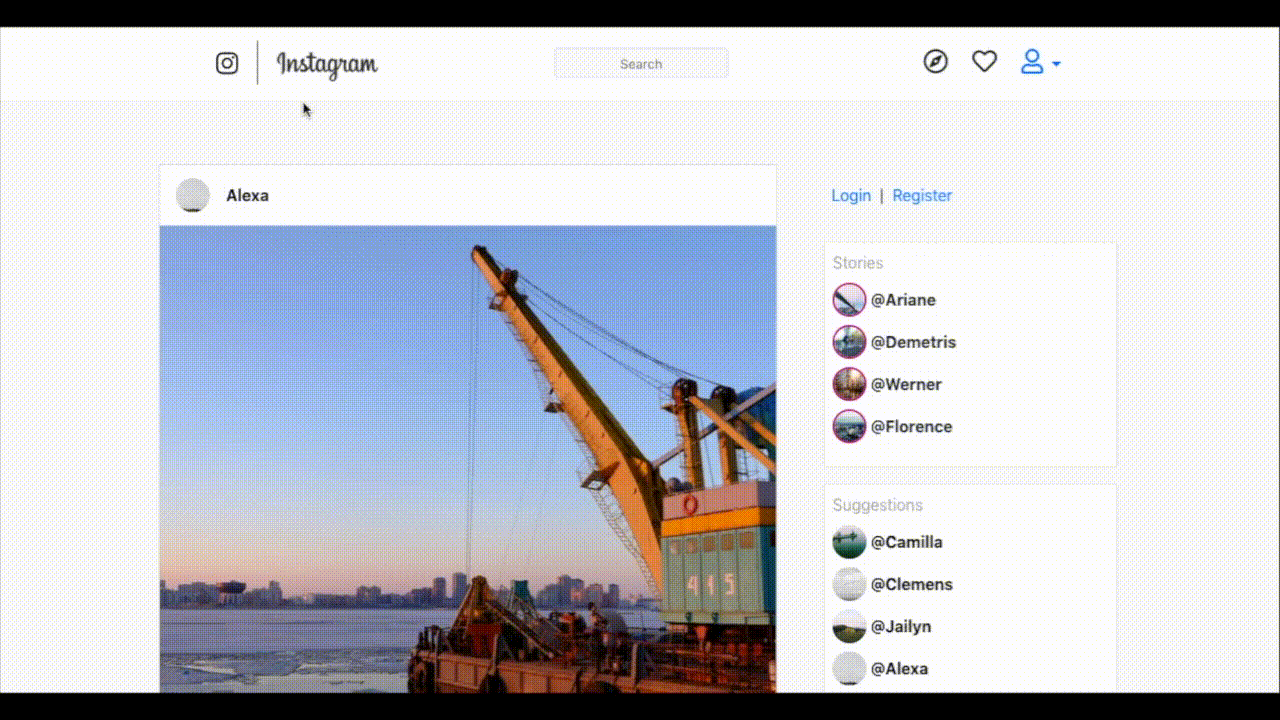 Instagram
Search
Alexa
Login | Register
Stories
@Ariane
@Demetris
@Werner
@Florence
Suggestions
@Camilla
@Clemens
@Jailyn
@Alexa
415